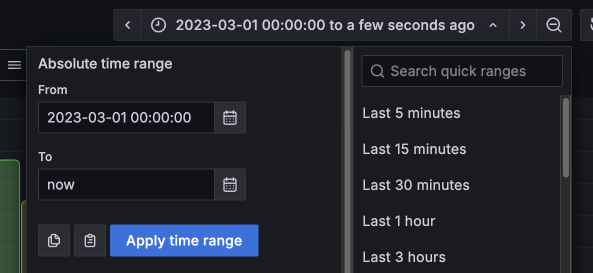 2023-03-01 00:00:00 to a few seconds ago
Absolute time range
From
2023-03-01 00:00:00
To
now
Apply time range
Search quick ranges
Last 5 minutes
Last 15 minutes
Last 30 minutes
Last 1 hour
Last 3 hours